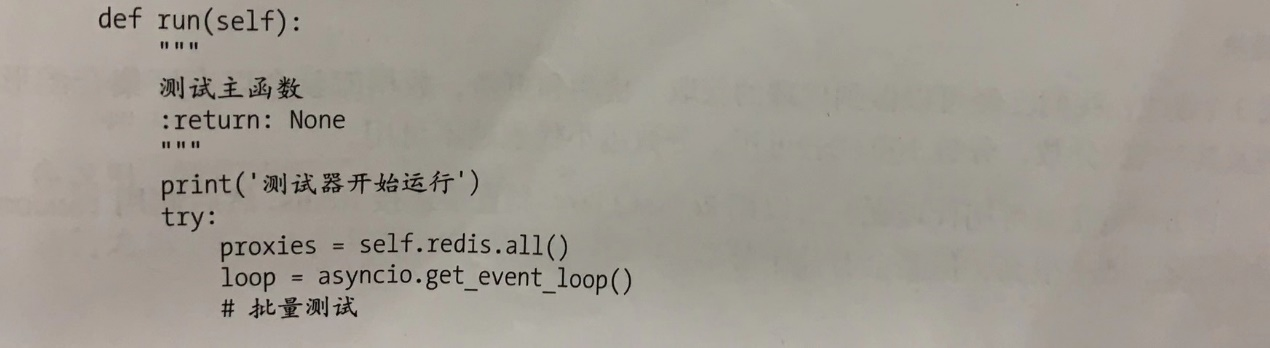 def run(self):
    """
    测试主函数
    :return: None
    """
    print('测试器开始运行')
    try:
        proxies = self.redis.all()
        loop = asyncio.get_event_loop()
        # 批量测试